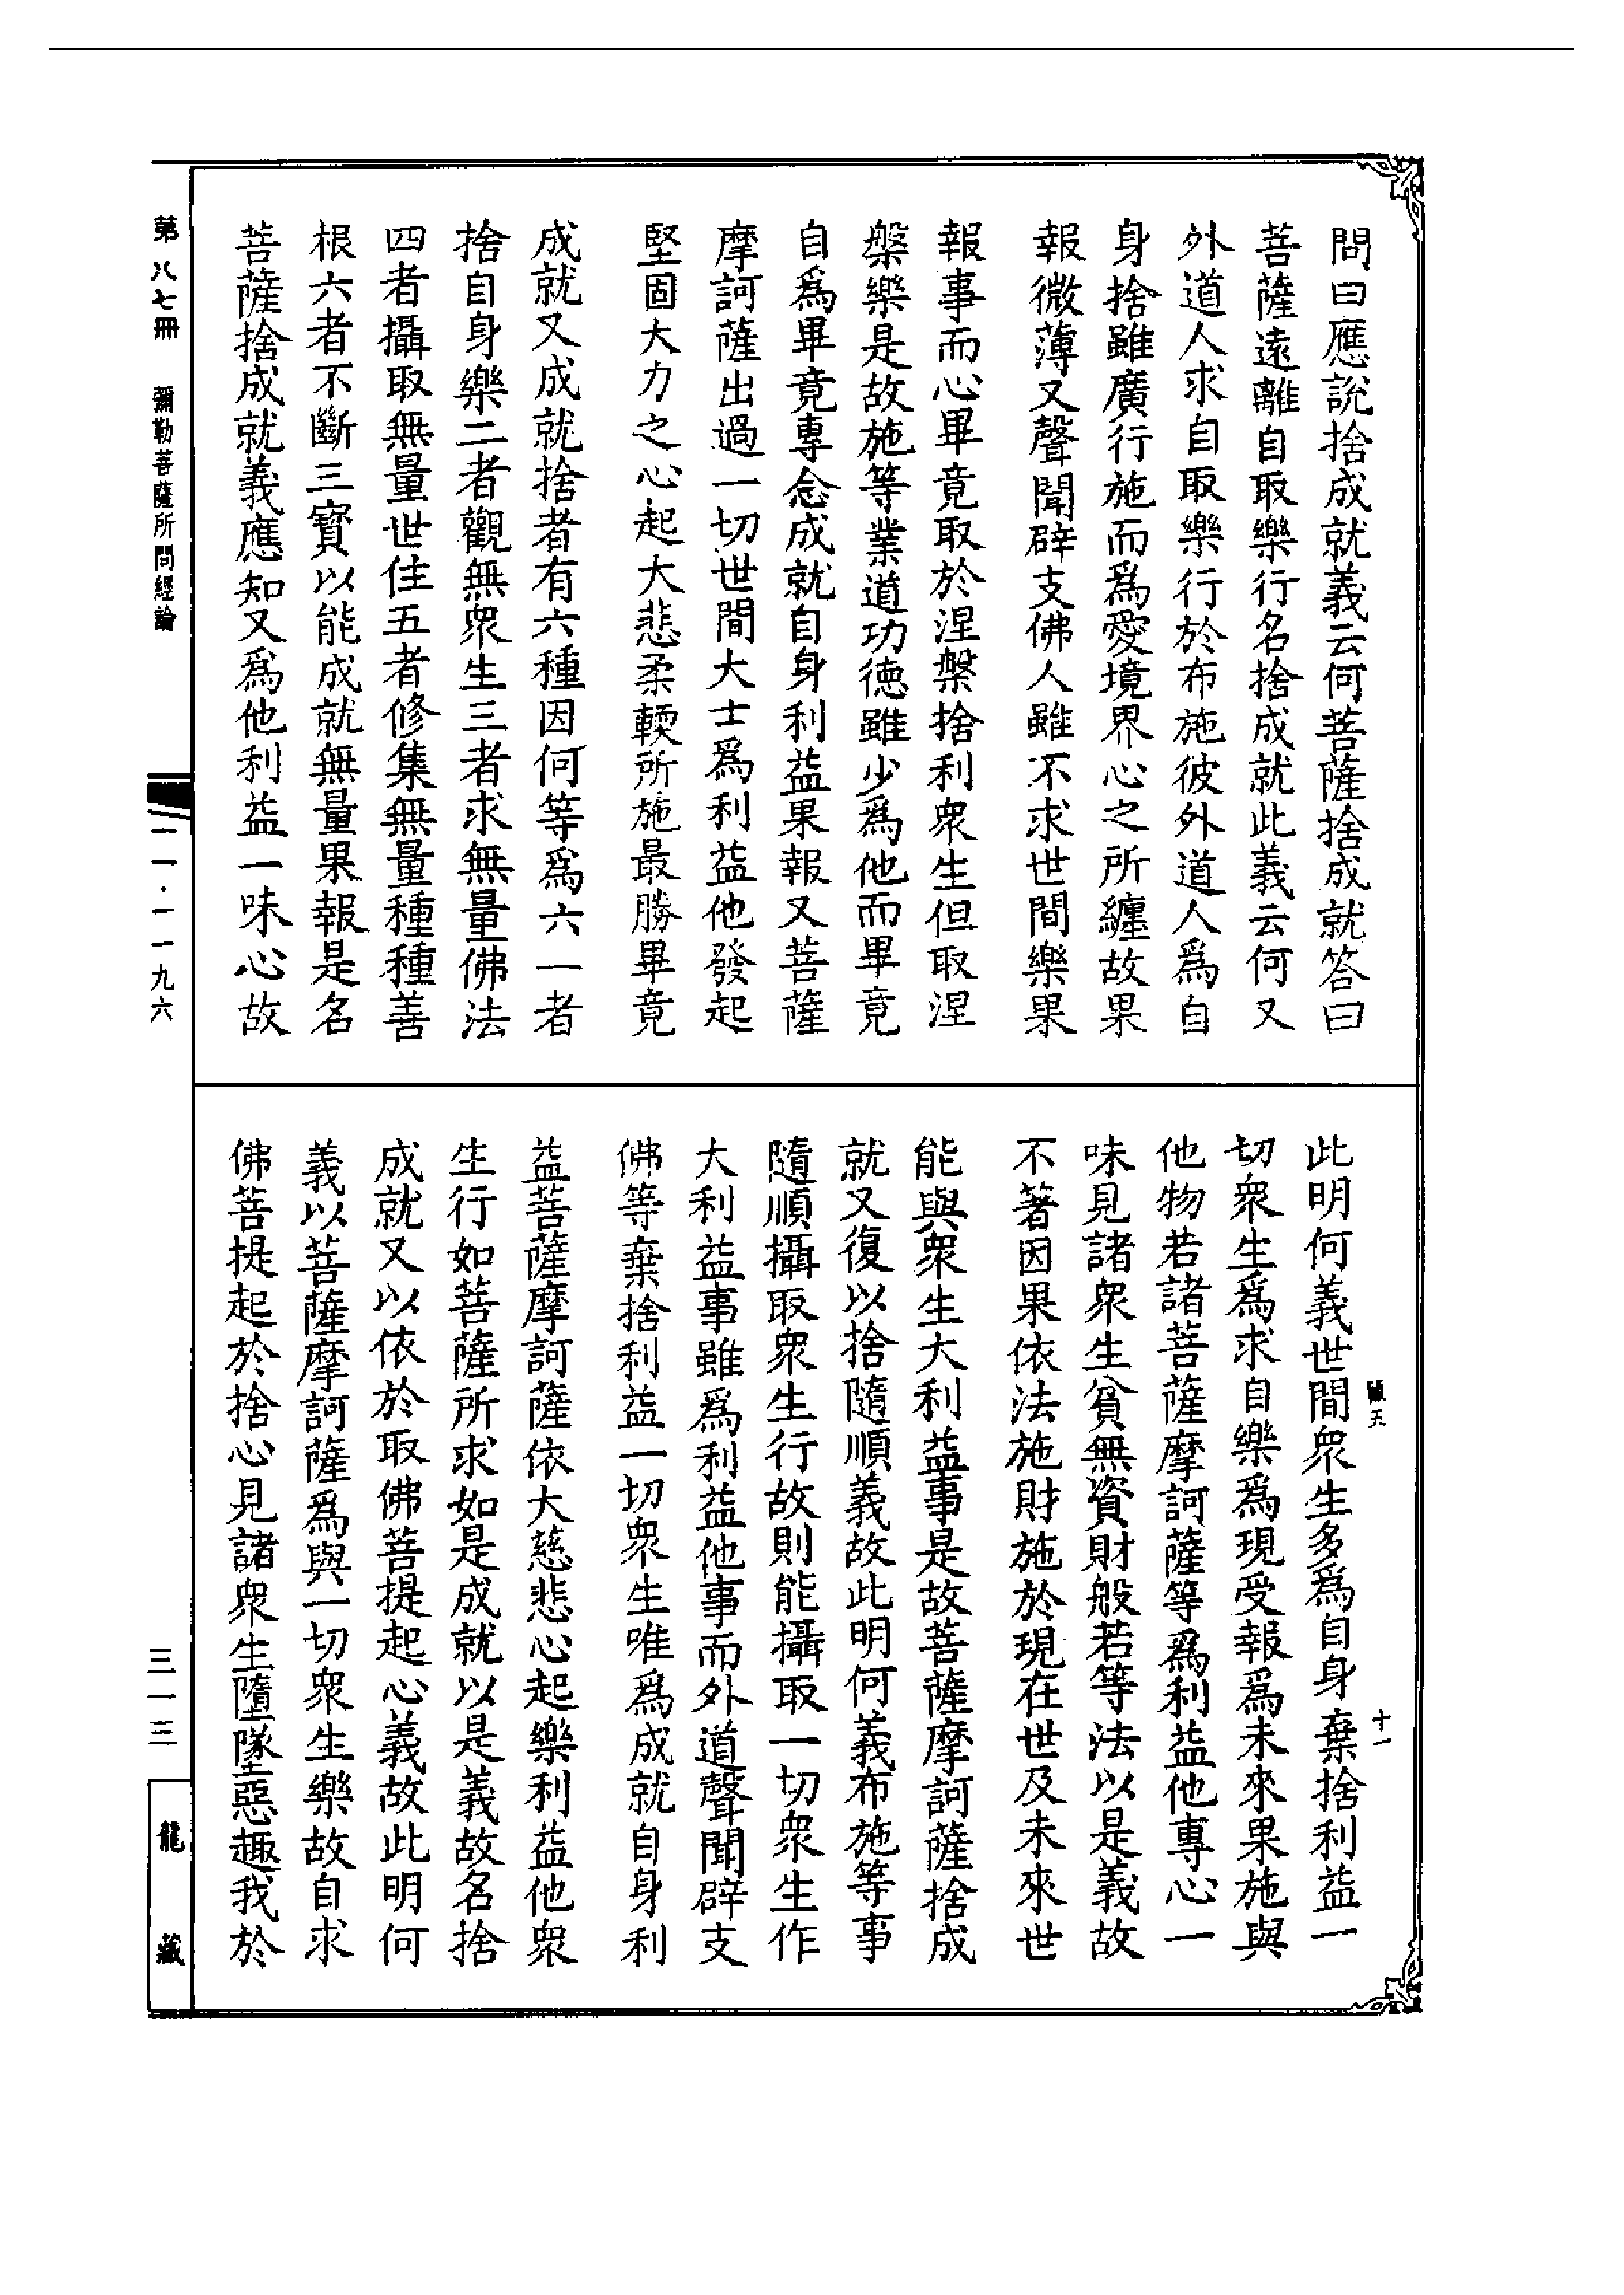 問曰應說捨成就義云何菩薩捨成就答曰
菩薩遠離自取樂行名捨成就此義云何又
外道人求自取樂行於布施彼外道人爲自
身捨雖廣行施而爲愛境界心之所纏故果
報微薄又聲聞辟支佛人雖不求世間樂果
報事而心畢竟取於涅槃捨利衆生但取涅
槃樂是故施等業道功德雖少爲他而畢竟
自爲畢竟專念成就自身利益果報又菩薩
摩訶薩出過一切世間大士爲利益他發起
堅固大力之心起大悲柔輭所施最勝畢竟
成就又成就捨者有六種因何等爲六一者
捨自身樂二者觀無衆生三者求無量佛法
四者攝取無量世住五者修集無量種種善
根六者不斷三寶以能成就無量果報是名
菩薩捨成就義應知又爲他利益一味心故
此明何義世間衆生多爲自身棄捨利益一
切衆生爲求自樂爲現受報爲未來果施與
他物若諸菩薩摩訶薩等爲利益他專心一
味見諸衆生貧無資財般若等法以是義故
不著因果依法施財施於現在世及未來世
能與衆生大利益事是故菩薩摩訶薩捨成
就又復以捨隨順義故此明何義布施等事
隨順攝取衆生行故則能攝取一切衆生作
大利益事雖爲利益他事而外道聲聞辟支
佛等棄捨利益一切衆生唯爲成就自身利
益菩薩摩訶薩依大慈悲心起樂利益他衆
生行如菩薩所求如是成就以是義故名捨
成就又以依於取佛菩提起心義故此明何
義以菩薩摩訶薩爲與一切衆生樂故自求
佛菩提起於捨心見諸衆生墮墜惡趣我於
顛五
十一
第八七冊
彌勒菩薩所問經論
一一·一一九六
三一三
龍藏